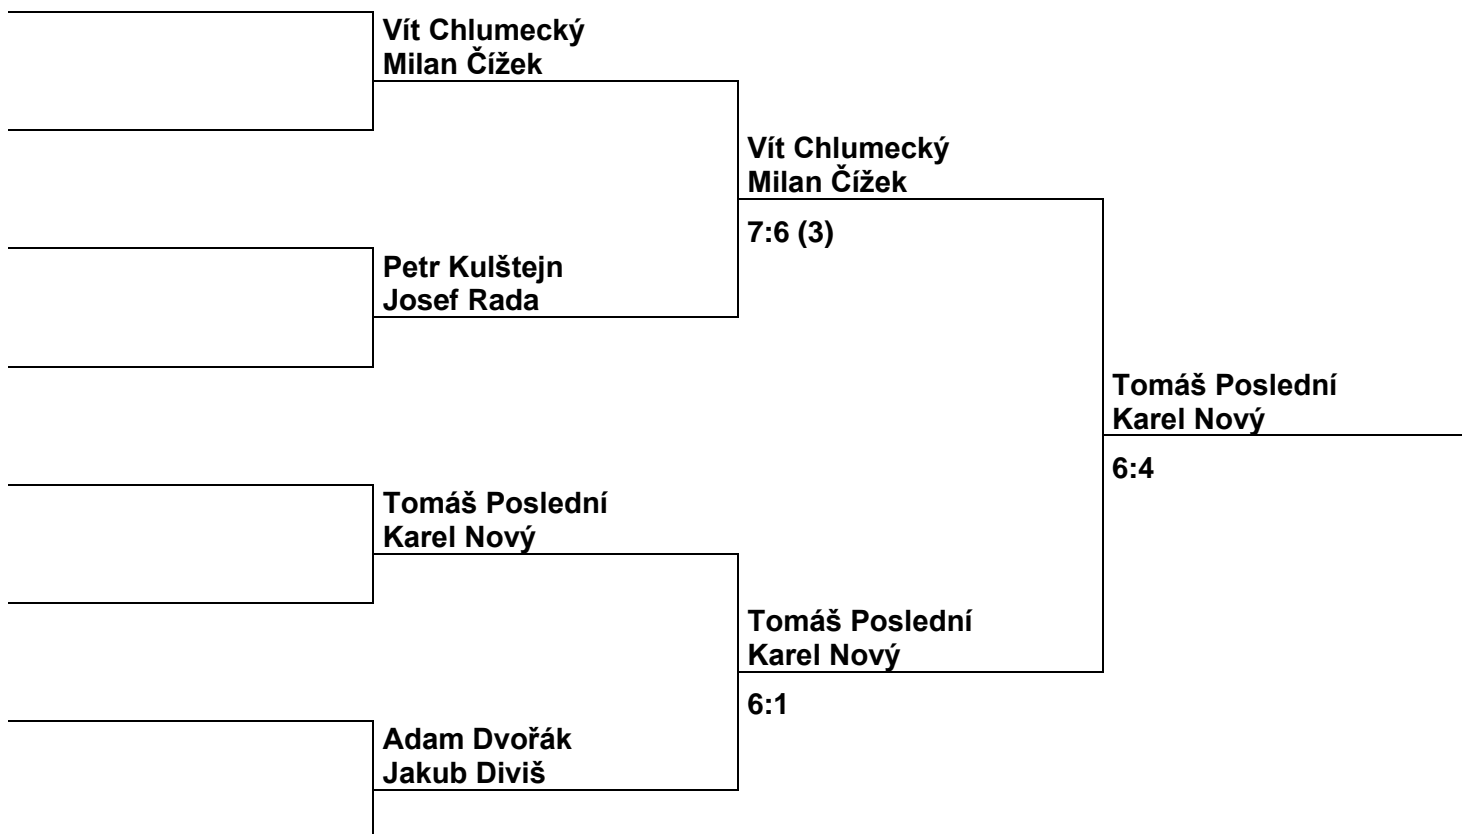 Vít Chlumecký
Milan Čížek
Vít Chlumecký
Milan Čížek
7:6 (3)
Petr Kulštejn
Josef Rada
Tomáš Poslední
Karel Nový
6:4
Tomáš Poslední
Karel Nový
Tomáš Poslední
Karel Nový
6:1
Adam Dvořák
Jakub Diviš